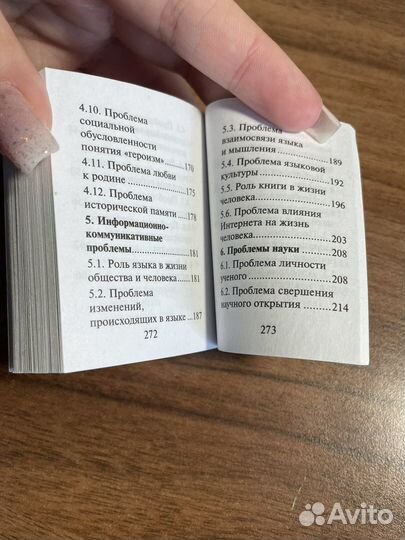 4.10. Проблема
социальной
обусловленности
понятия «героизм» ..170
4.11. Проблема любви
к родине ....................175
4.12. Проблема
исторической памяти ..178
5. Информационно-
коммуникативные
проблемы....................181
5.1. Роль языка в жизни
общества и человека ....181
5.2. Проблема
изменений,
происходящих в языке ..187
272
5.3. Проблема
взаимосвязи языка
и мышления ..............189
5.4. Проблема языковой
культуры ..................192
5.5. Роль книги в жизни
человека....................196
5.6. Проблема влияния
Интернета на жизнь
человека....................203
6. Проблемы науки ......208
6.1. Проблема личности
ученого ....................208
6.2. Проблема свершения
научного открытия ......214
273
Avito